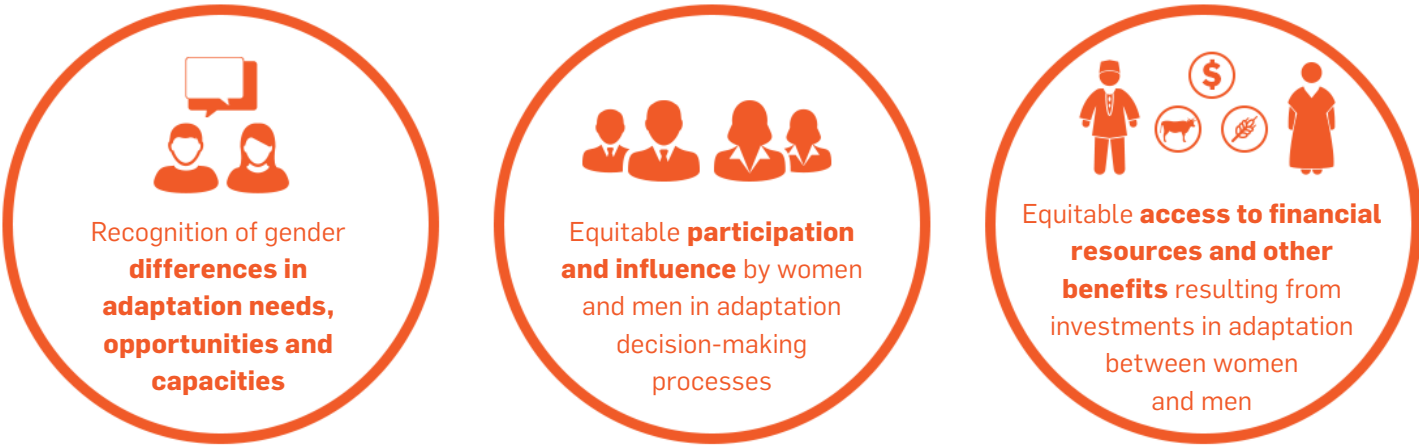 Recognition of gender
differences in
adaptation needs,
opportunities and
capacities
Equitable participation
and influence by women
and men in adaptation
decision-making
processes
$
Equitable access to financial
resources and other
benefits resulting from
investments in adaptation
between women
and men